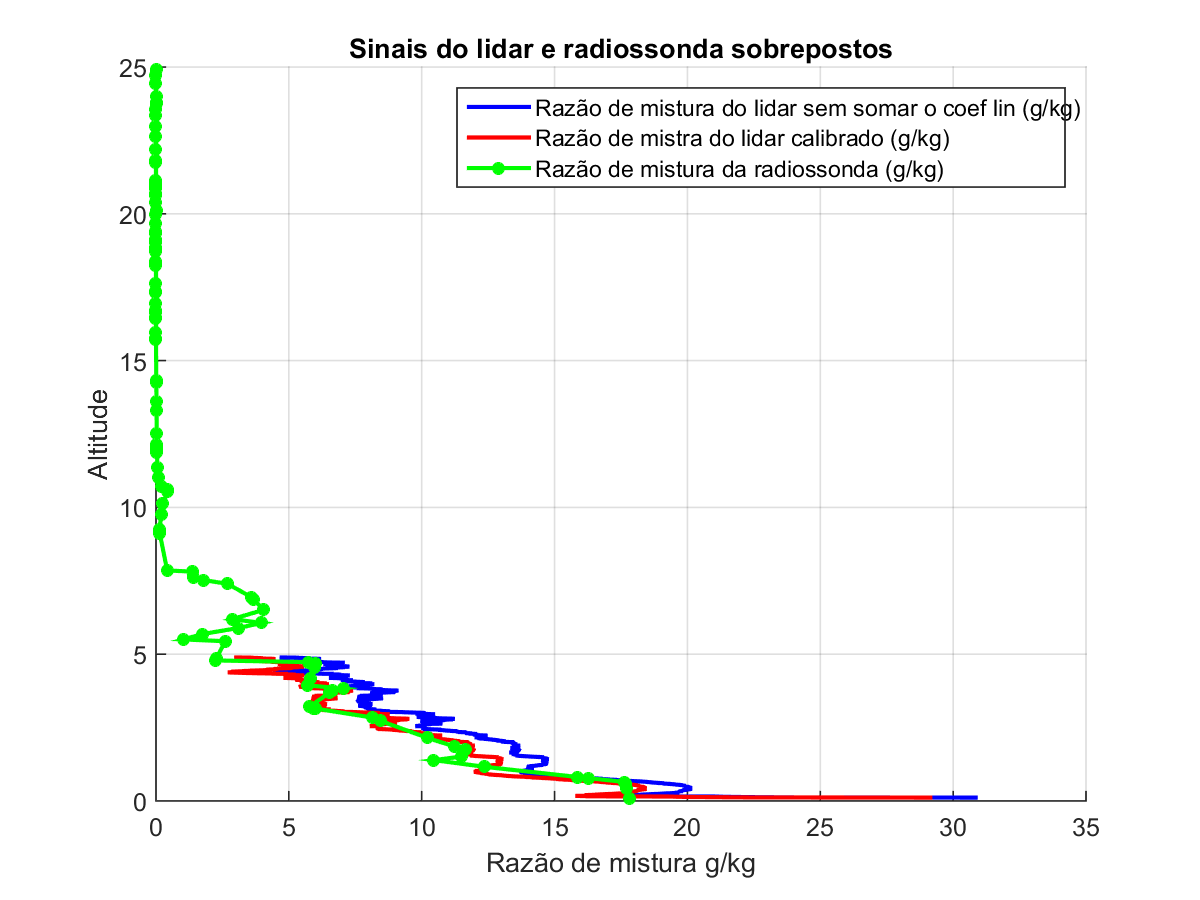 Sinais do lidar e radiossonda sobrepostos
25
Razão de mistura do lidar sem somar o coef lin (g/kg)
Razão de mistra do lidar calibrado (g/kg)
Razão de mistura da radiossonda (g/kg)
20
15
Altitude
10
5
0
0 5 10 15 20 25 30 35
Razão de mistura g/kg